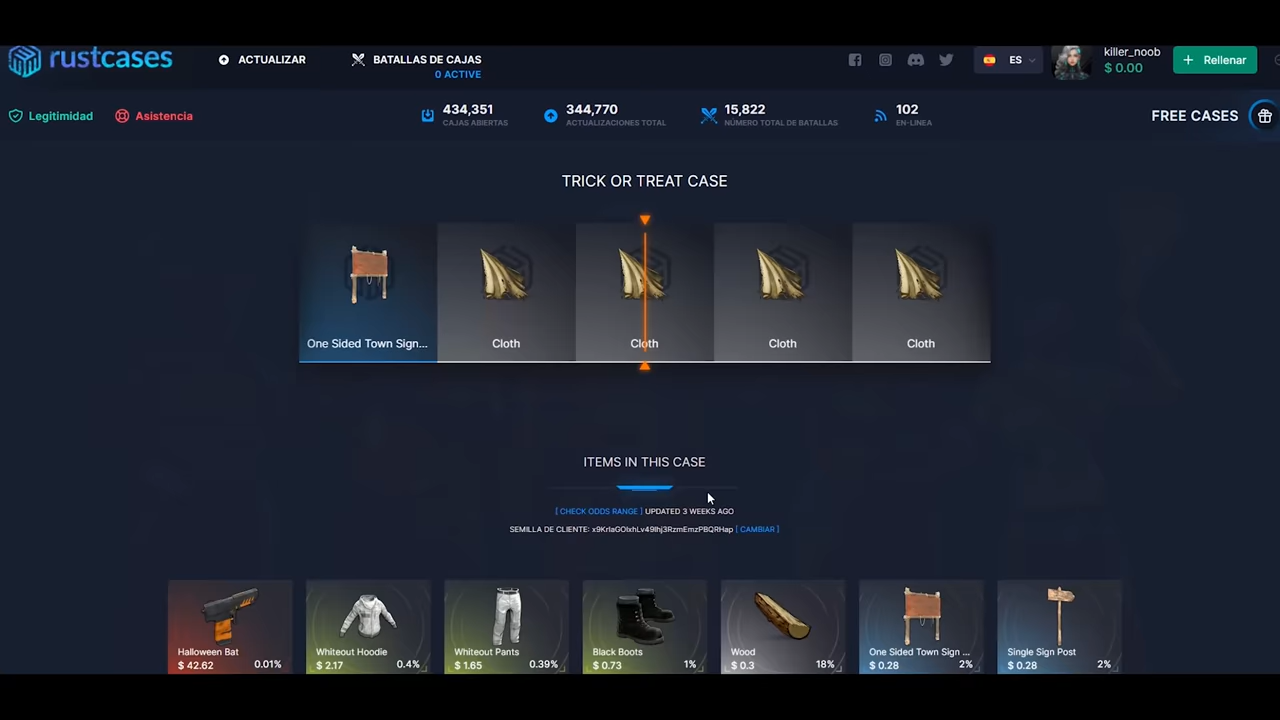 rustcases
ACTUALIZAR
BATALLAS DE CAJAS
0 ACTIVE
ES
killer_noob
$ 0.00
Rellenar
Legitimidad
Asistencia
434,351
CAJAS ABIERTAS
344,770
ACTUALIZACIONES TOTAL
15,822
NÚMERO TOTAL DE BATALLAS
102
EN-LINEA
FREE CASES
TRICK OR TREAT CASE
One Sided Town Sign...
Cloth
Cloth
Cloth
Cloth
ITEMS IN THIS CASE
[ CHECK ODDS RANGE ] UPDATED 3 WEEKS AGO
SEMILLA DE CLIENTE: [ CAMBIAR ]
Halloween Bat
$ 42.62 0.01%
Whiteout Hoodie
$ 2.17 0.4%
Whiteout Pants
$ 1.65 0.39%
Black Boots
$ 0.73 1%
Wood
$ 0.3 18%
One Sided Town Sign ...
$ 0.28 2%
Single Sign Post
$ 0.28 2%